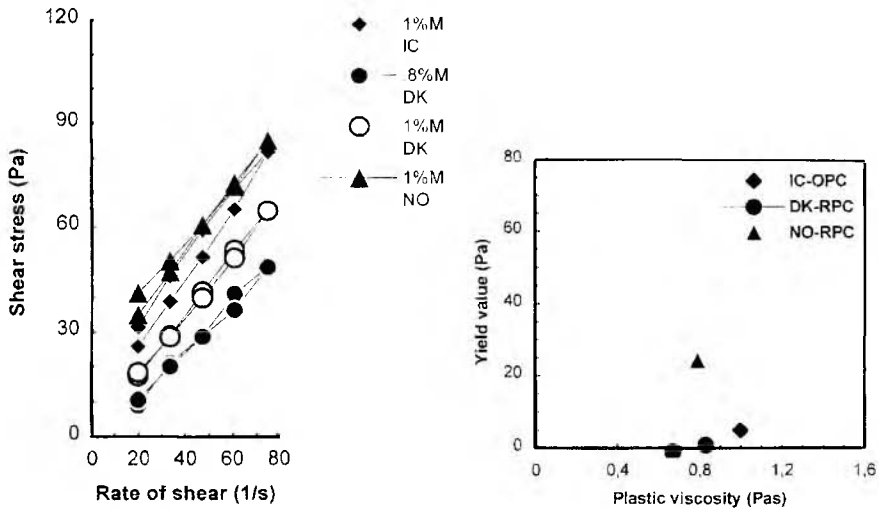 120
90
60
30
0
Shear stress (Pa)
0 20 40 60 80
Rate of shear (1/s)
1%M
IC
.8%M
DK
1%M
DK
1%M
NO
80
60
40
20
0
Yield value (Pa)
IC-OPC
DK-RPC
NO-RPC
0 0,4 0,8 1,2 1,6
Plastic viscosity (Pas)